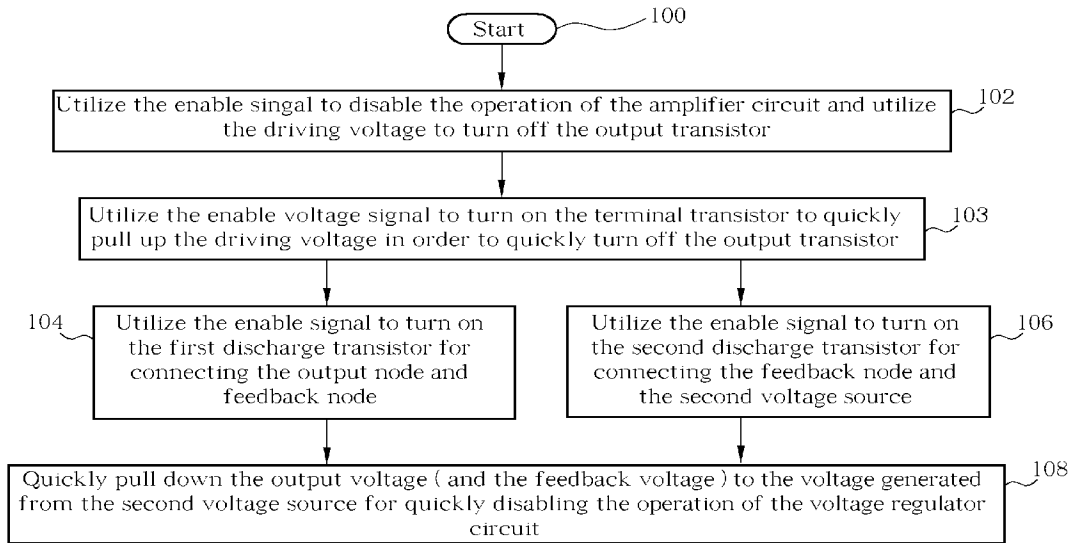 Start
100
Utilize the enable singal to disable the operation of the amplifier circuit and utilize
the driving voltage to turn off the output transistor
102
Utilize the enable voltage signal to turn on the terminal transistor to quickly
pull up the driving voltage in order to quickly turn off the output transistor
103
104
Utilize the enable signal to turn on
the first discharge transistor for
connecting the output node and
feedback node
Utilize the enable signal to turn on
the second discharge transistor for
connecting the feedback node and
the second voltage source
106
Quickly pull down the output voltage ( and the feedback voltage ) to the voltage generated
from the second voltage source for quickly disabling the operation of the voltage regulator
circuit
108